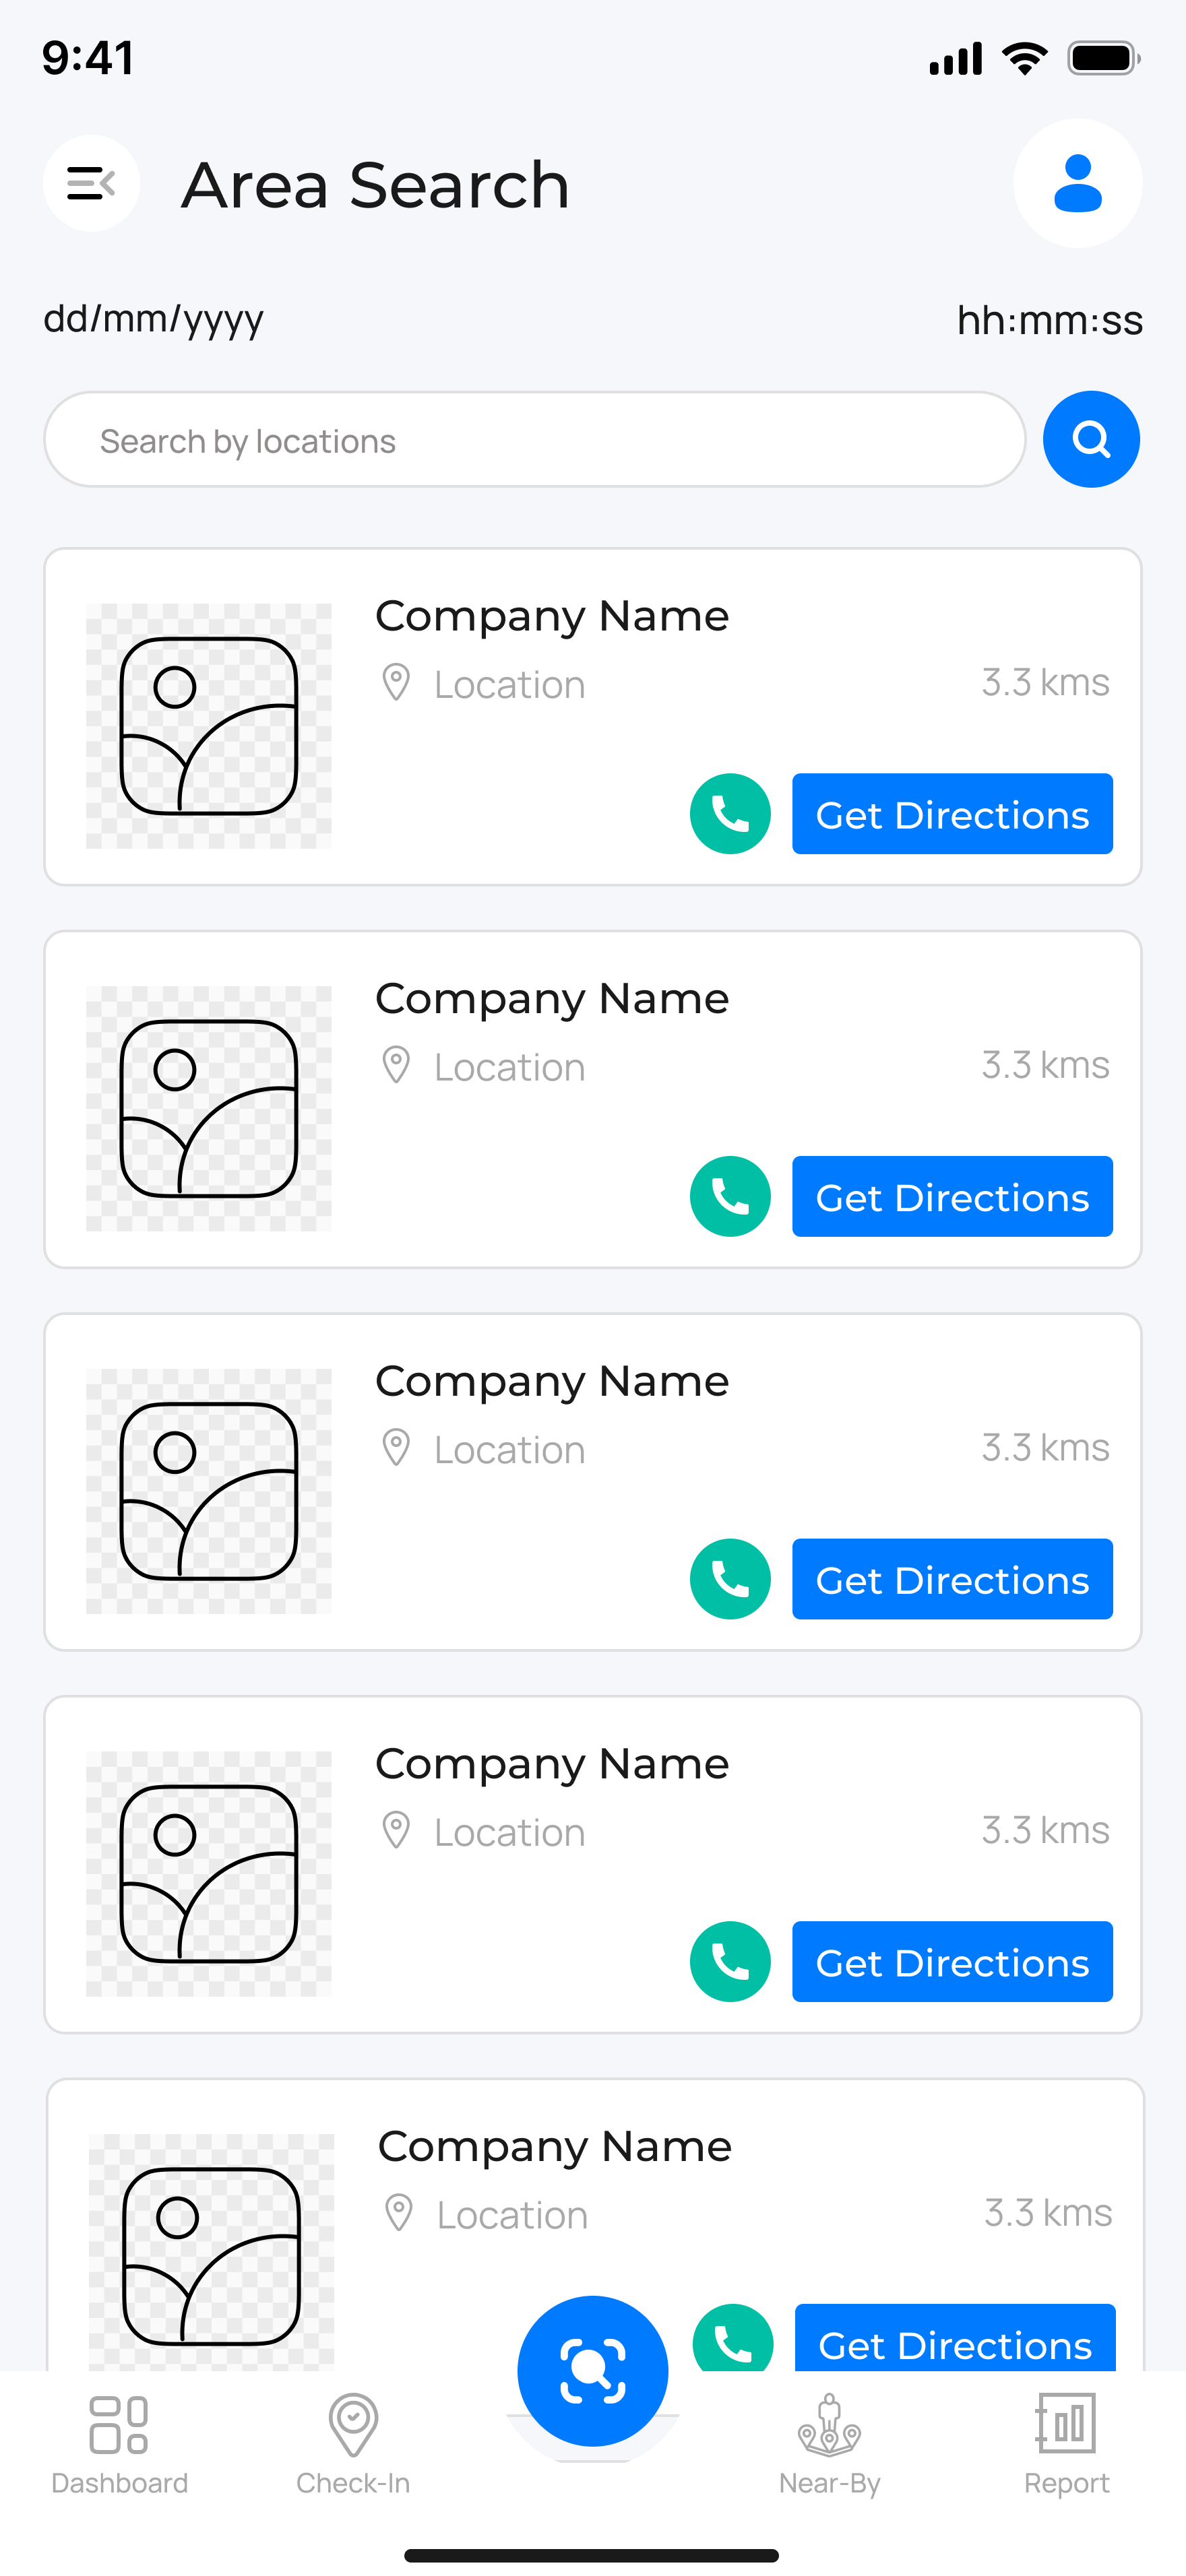 9:41
Area Search
dd/mm/yyyy hh:mm:ss
Search by locations
Company Name
Location 3.3 kms
Get Directions
Company Name
Location 3.3 kms
Get Directions
Company Name
Location 3.3 kms
Get Directions
Company Name
Location 3.3 kms
Get Directions
Company Name
Location 3.3 kms
Get Directions
Dashboard Check-In Near-By Report